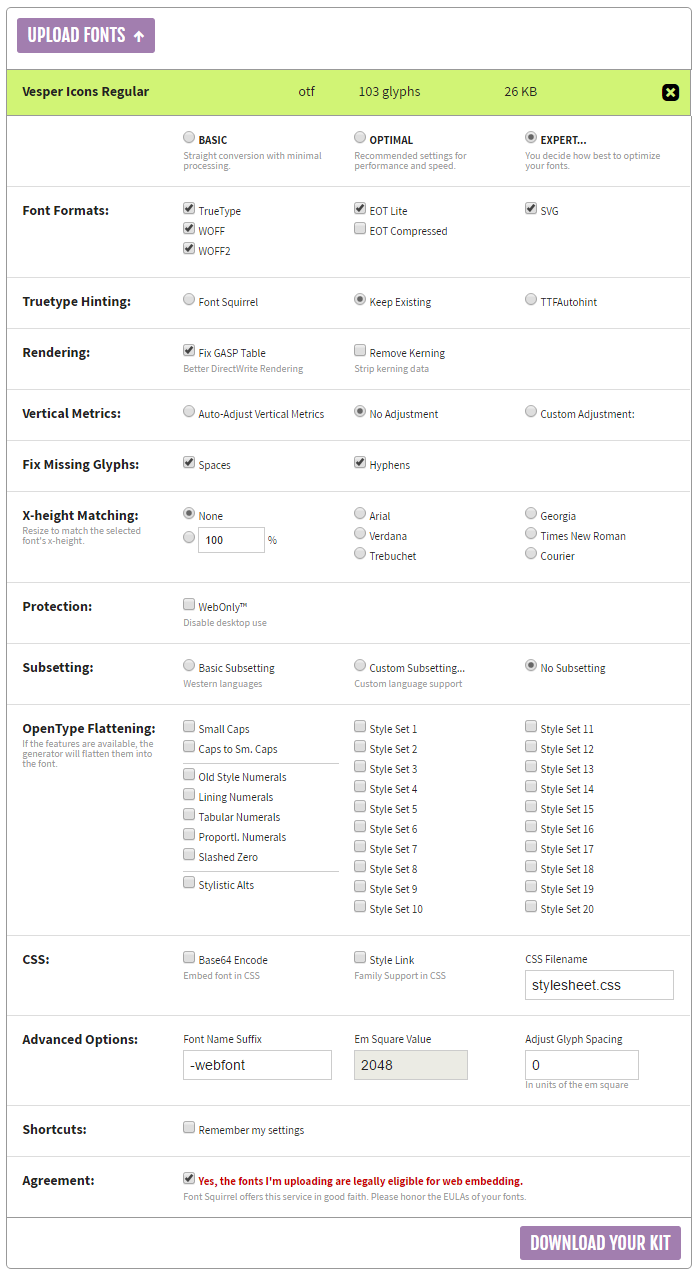 UPLOAD FONTS
Vesper Icons Regular otf 103 glyphs 26 KB
BASIC OPTIMAL EXPERT...
Straight conversion with minimal Recommended settings for You decide how best to optimize
processing. performance and speed. your fonts.
Font Formats: TrueType EOT Lite SVG
WOFF EOT Compressed
WOFF2
Truetype Hinting: Font Squirrel Keep Existing TTFAutohint
Rendering: Fix GASP Table Remove Kerning
Better DirectWrite Rendering Strip kerning data
Vertical Metrics: Auto-Adjust Vertical Metrics No Adjustment Custom Adjustment:
Fix Missing Glyphs: Spaces Hyphens
X-height Matching: None Arial Georgia
Resize to match the selected
font's x-height.
100 % Verdana Times New Roman
Trebuchet Courier
Protection: WebOnly™
Disable desktop use
Subsetting: Basic Subsetting Custom Subsetting... No Subsetting
Western languages Custom language support
OpenType Flattening: Small Caps Style Set 1 Style Set 11
If the features are available, the
generator will flatten them into
the font.
Caps to Sm. Caps Style Set 2 Style Set 12
Old Style Numerals Style Set 3 Style Set 13
Lining Numerals Style Set 4 Style Set 14
Tabular Numerals Style Set 5 Style Set 15
Proportl. Numerals Style Set 6 Style Set 16
Slashed Zero Style Set 7 Style Set 17
Style Set 8 Style Set 18
Stylistic Alts Style Set 9 Style Set 19
Style Set 10 Style Set 20
CSS: Base64 Encode Style Link CSS Filename
Embed font in CSS Family Support in CSS
stylesheet.css
Advanced Options: Font Name Suffix Em Square Value Adjust Glyph Spacing
-webfont 2048 0
In units of the em square
Shortcuts: Remember my settings
Agreement: Yes, the fonts I'm uploading are legally eligible for web embedding.
Font Squirrel offers this service in good faith. Please honor the EULAs of your fonts.
DOWNLOAD YOUR KIT